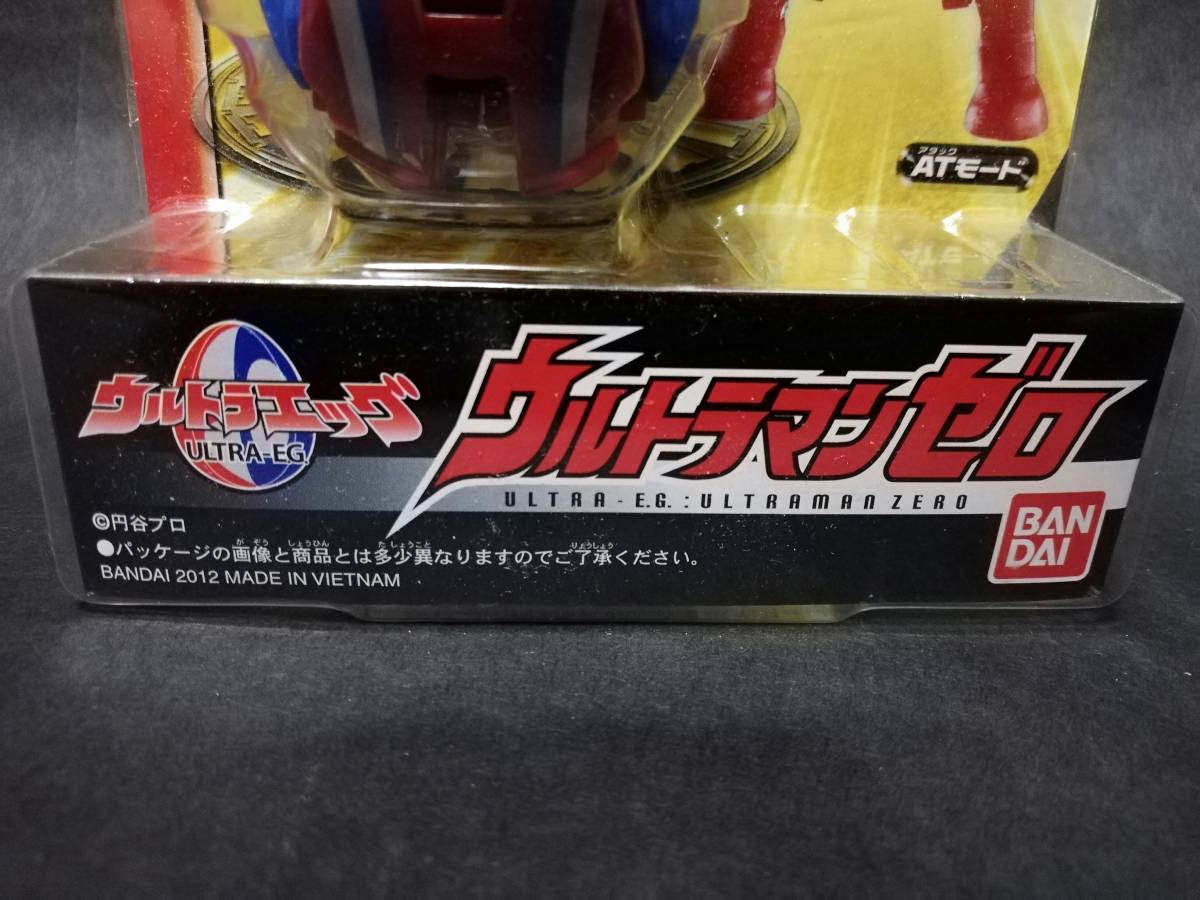 アタック
ATモード
ウルトラエッグ
ULTRA-EG.
ウルトラマンゼロ
ULTRA-E.G.:ULTRAMAN ZERO
BAN
DAI
©円谷プロ
●パッケージの画像と商品とは多少異なりますのでご了承ください。
BANDAI 2012 MADE IN VIETNAM